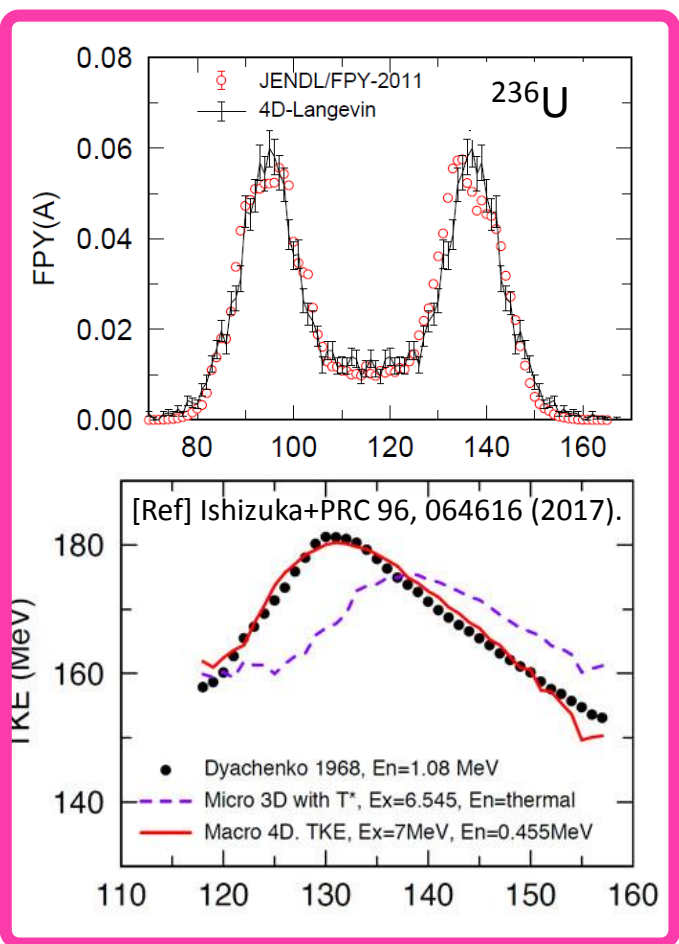 0.08
JENDL/FPY-2011
4D-Langevin
236U
0.06
FPY(A)
0.04
0.02
0.00
80 100 120 140 160
[Ref] Ishizuka+PRC 96, 064616 (2017).
180
TKE (MeV)
160
Dyachenko 1968, En=1.08 MeV
Micro 3D with T*, Ex=6.545, En=thermal
140
Macro 4D. TKE, Ex=7MeV, En=0.455MeV
110 120 130 140 150 160